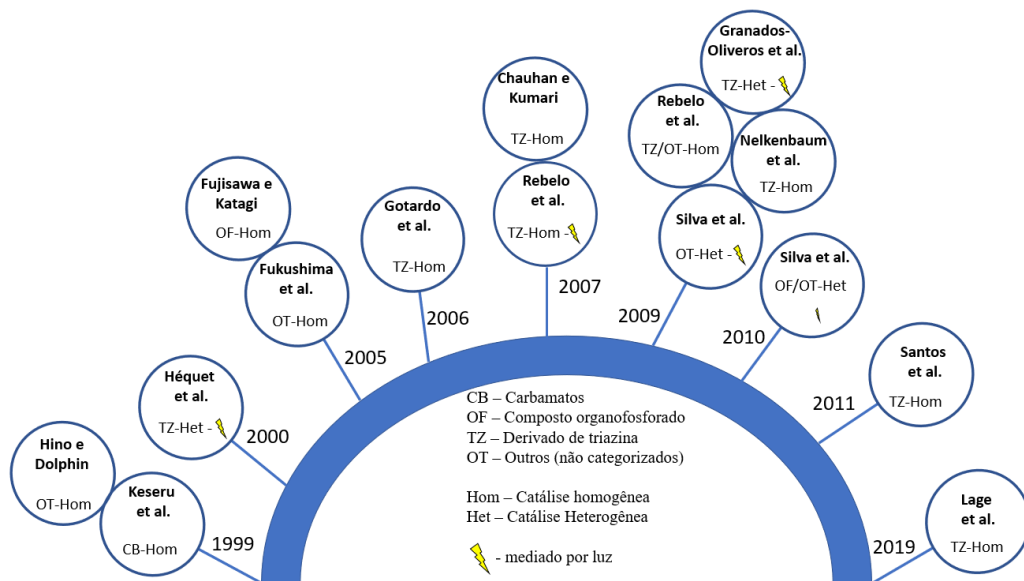 Hino e
Dolphin
OT-Hom
Keseru
et al.
CB-Hom
1999
Héquet
et al.
TZ-Het -
2000
Fujisawa e
Katagi
OF-Hom
Fukushima
et al.
OT-Hom
2005
Gotardo
et al.
TZ-Hom
2006
Chauhan e
Kumari
TZ-Hom
Rebelo
et al.
TZ-Hom -
2007
Granados-
Oliveros et al.
TZ-Het -
Rebelo
et al.
TZ/OT-Hom
Nelkenbaum
et al.
TZ-Hom
Silva et al.
OT-Het -
2009
Silva et al.
OF/OT-Het
2010
Santos
et al.
TZ-Hom
2011
Lage
et al.
TZ-Hom
2019
CB – Carbamatos
OF – Composto organofosforado
TZ – Derivado de triazina
OT – Outros (não categorizados)
Hom – Catálise homogênea
Het – Catálise Heterogênea
- mediado por luz